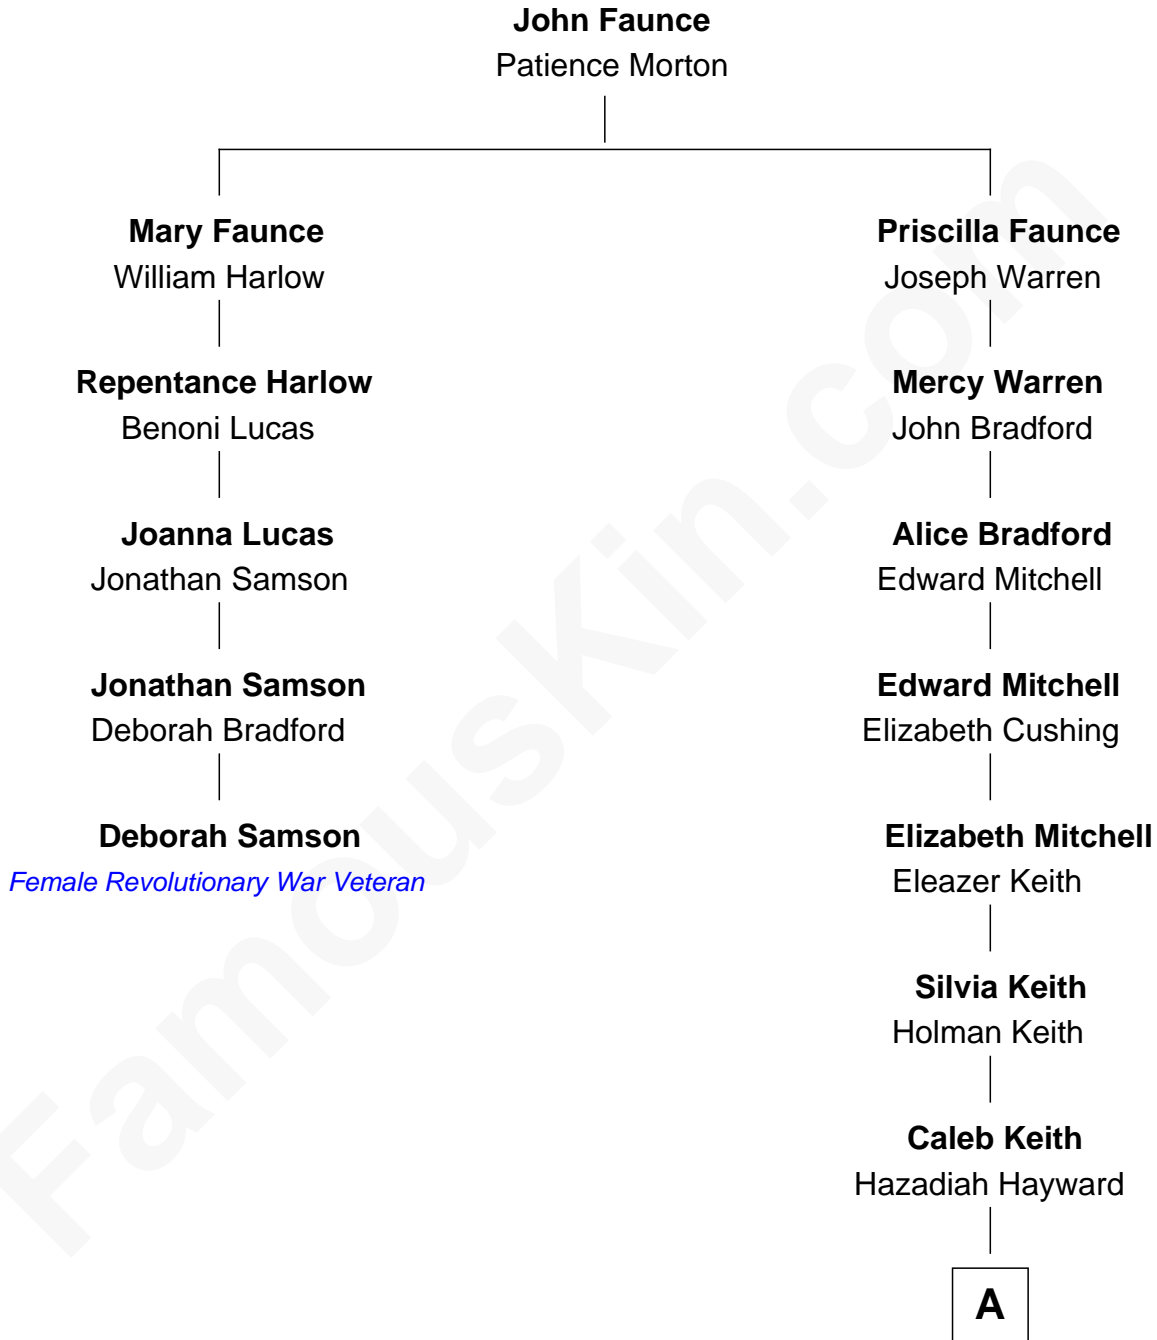 John Faunce
Patience Morton
Mary Faunce
William Harlow
Priscilla Faunce
Joseph Warren
Repentance Harlow
Benoni Lucas
Mercy Warren
John Bradford
Joanna Lucas
Jonathan Samson
Alice Bradford
Edward Mitchell
Jonathan Samson
Deborah Bradford
Edward Mitchell
Elizabeth Cushing
Deborah Samson
Female Revolutionary War Veteran
Elizabeth Mitchell
Eleazer Keith
Silvia Keith
Holman Keith
Caleb Keith
Hazadiah Hayward
A
FamousKin.com